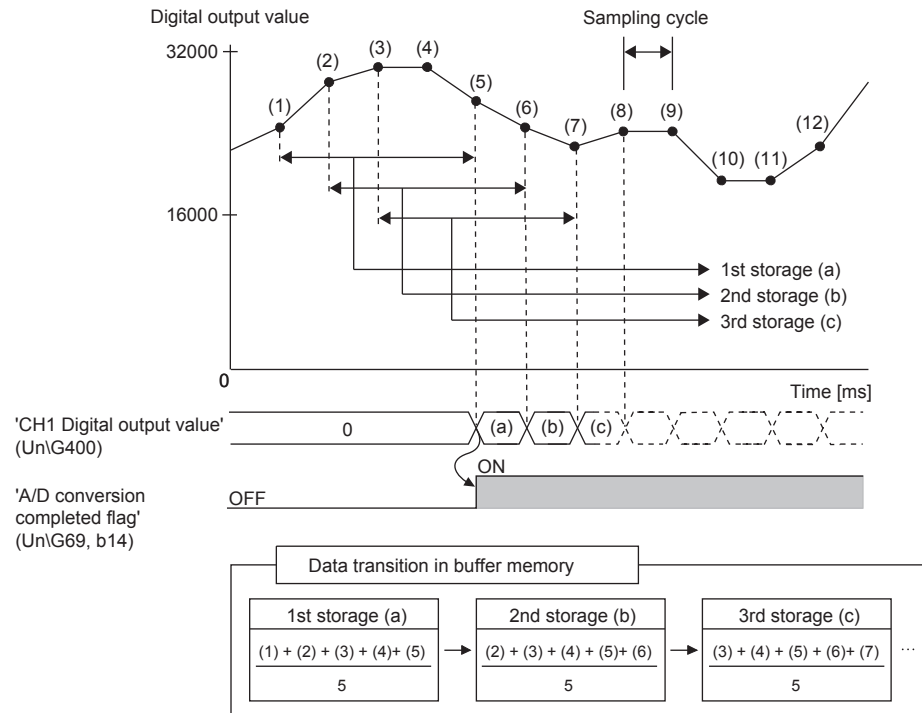 Digital output value
Sampling cycle
32000
(1)
(2)
(3)
(4)
(5)
(6)
(7)
(8)
(9)
(10)
(11)
(12)
16000
1st storage (a)
2nd storage (b)
3rd storage (c)
0
Time [ms]
'CH1 Digital output value'
(Un\G400)
0
(a)
(b)
(c)
ON
OFF
'A/D conversion
completed flag'
(Un\G69, b14)
Data transition in buffer memory
1st storage (a)
(1) + (2) + (3) + (4)+ (5)
5
2nd storage (b)
(2) + (3) + (4) + (5)+ (6)
5
3rd storage (c)
(3) + (4) + (5) + (6)+ (7)
5
...